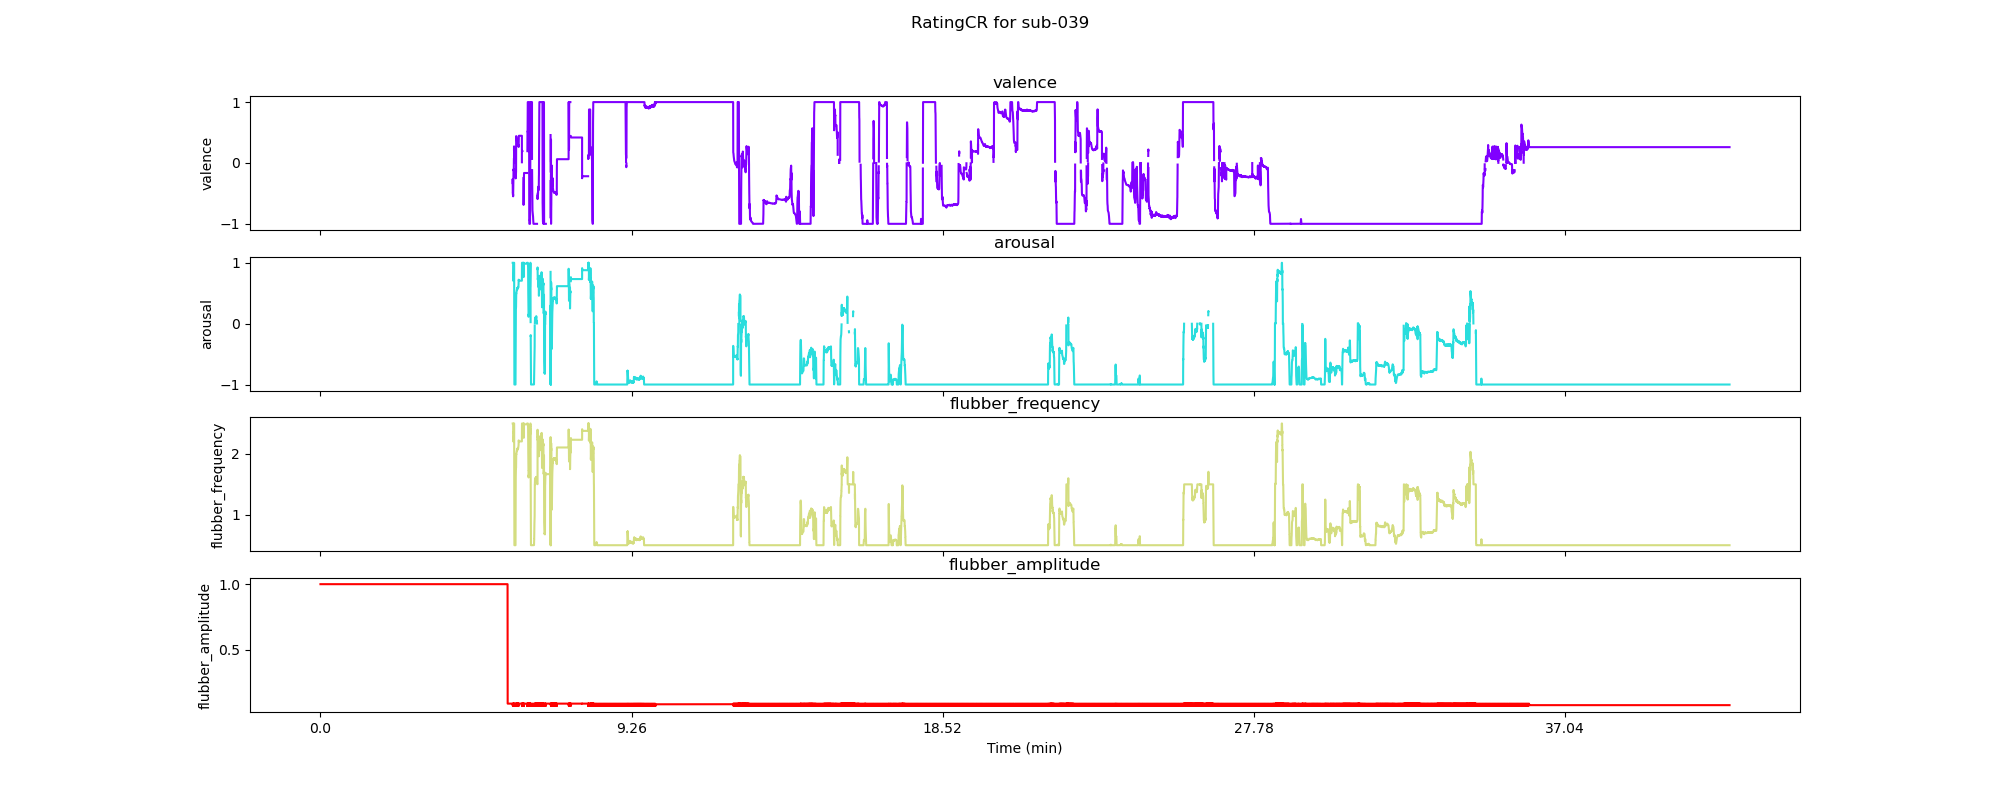 RatingCR for sub-039
valence
1
0
−1
valence
arousal
1
0
−1
arousal
flubber_frequency
2
1
flubber_frequency
flubber_amplitude
1.0
0.5
flubber_amplitude
0.0 9.26 18.52 27.78 37.04
Time (min)